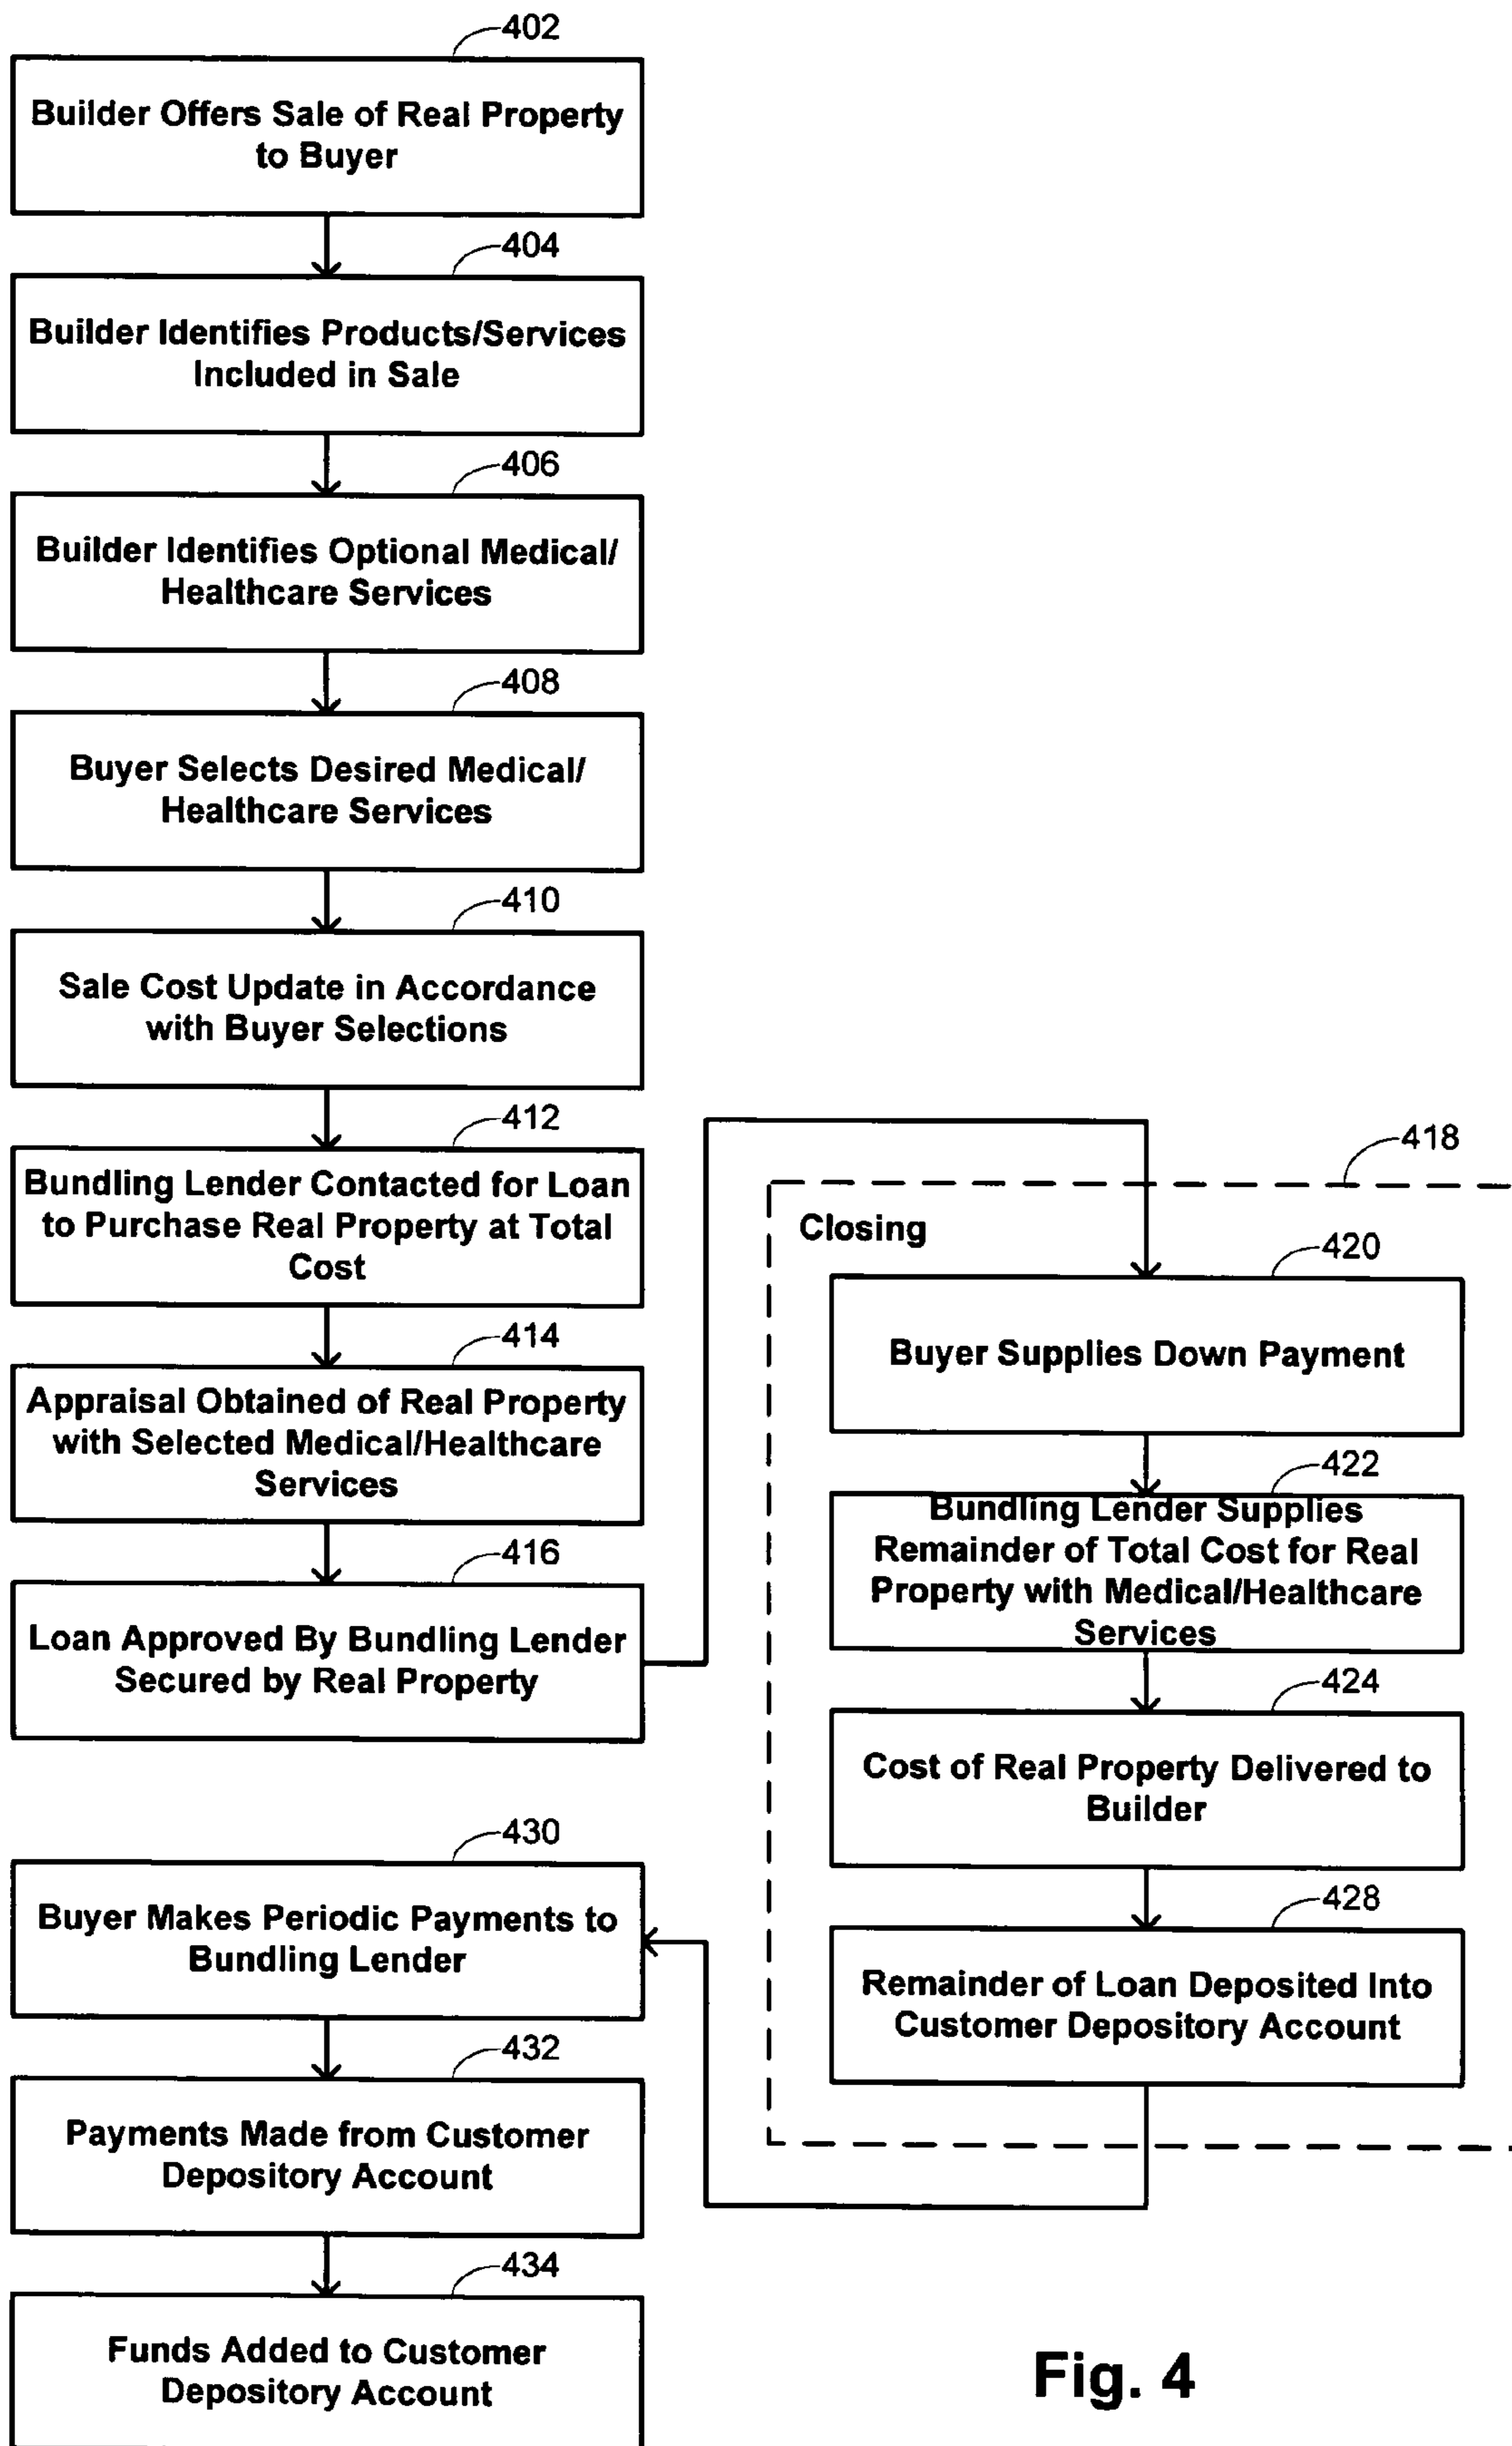 402
Builder Offers Sale of Real Property
to Buyer
404
Builder Identifies Products/Services
Included in Sale
406
Builder Identifies Optional Medical/
Healthcare Services
408
Buyer Selects Desired Medical/
Healthcare Services
410
Sale Cost Update in Accordance
with Buyer Selections
412
Bundling Lender Contacted for Loan
to Purchase Real Property at Total
Cost
414
Appraisal Obtained of Real Property
with Selected Medical/Healthcare
Services
416
Loan Approved By Bundling Lender
Secured by Real Property
418
Closing
420
Buyer Supplies Down Payment
422
Bundling Lender Supplies
Remainder of Total Cost for Real
Property with Medical/Healthcare
Services
424
Cost of Real Property Delivered to
Builder
428
Remainder of Loan Deposited Into
Customer Depository Account
430
Buyer Makes Periodic Payments to
Bundling Lender
432
Payments Made from Customer
Depository Account
434
Funds Added to Customer
Depository Account
Fig. 4